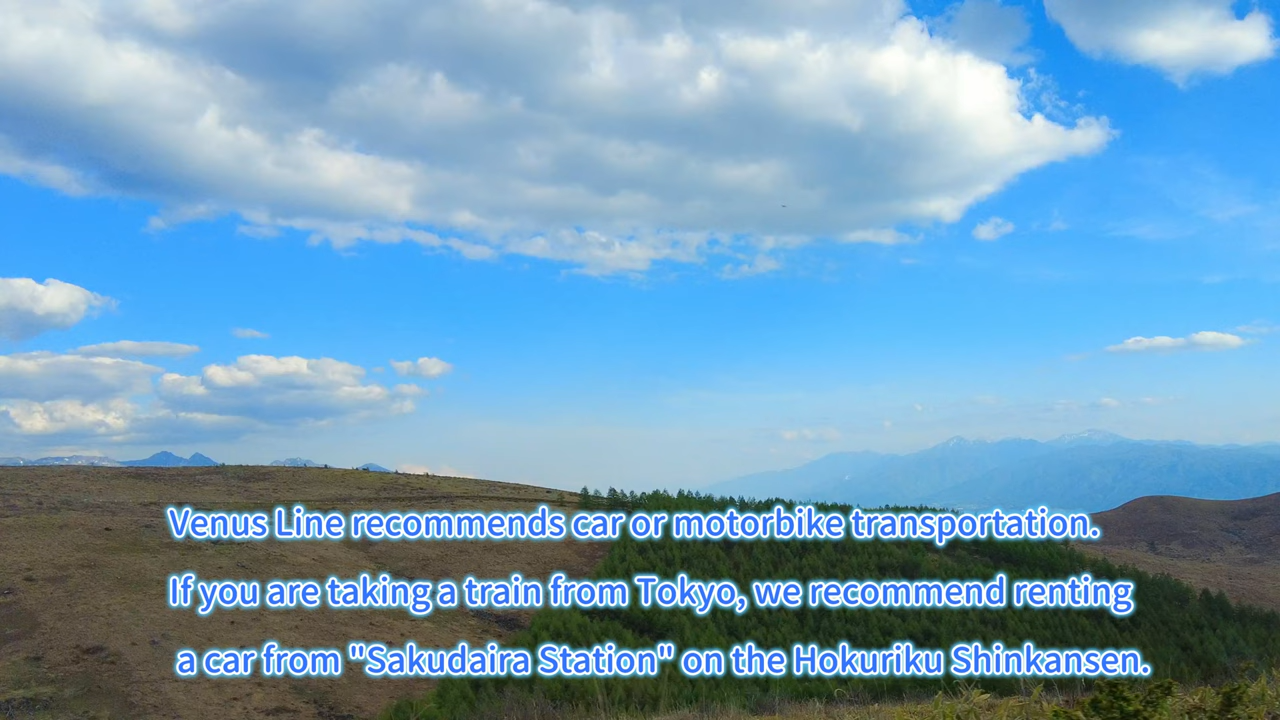 Venus Line recommends car or motorbike transportation.
If you are taking a train from Tokyo, we recommend renting
a car from "Sakudaira Station" on the Hokuriku Shinkansen.